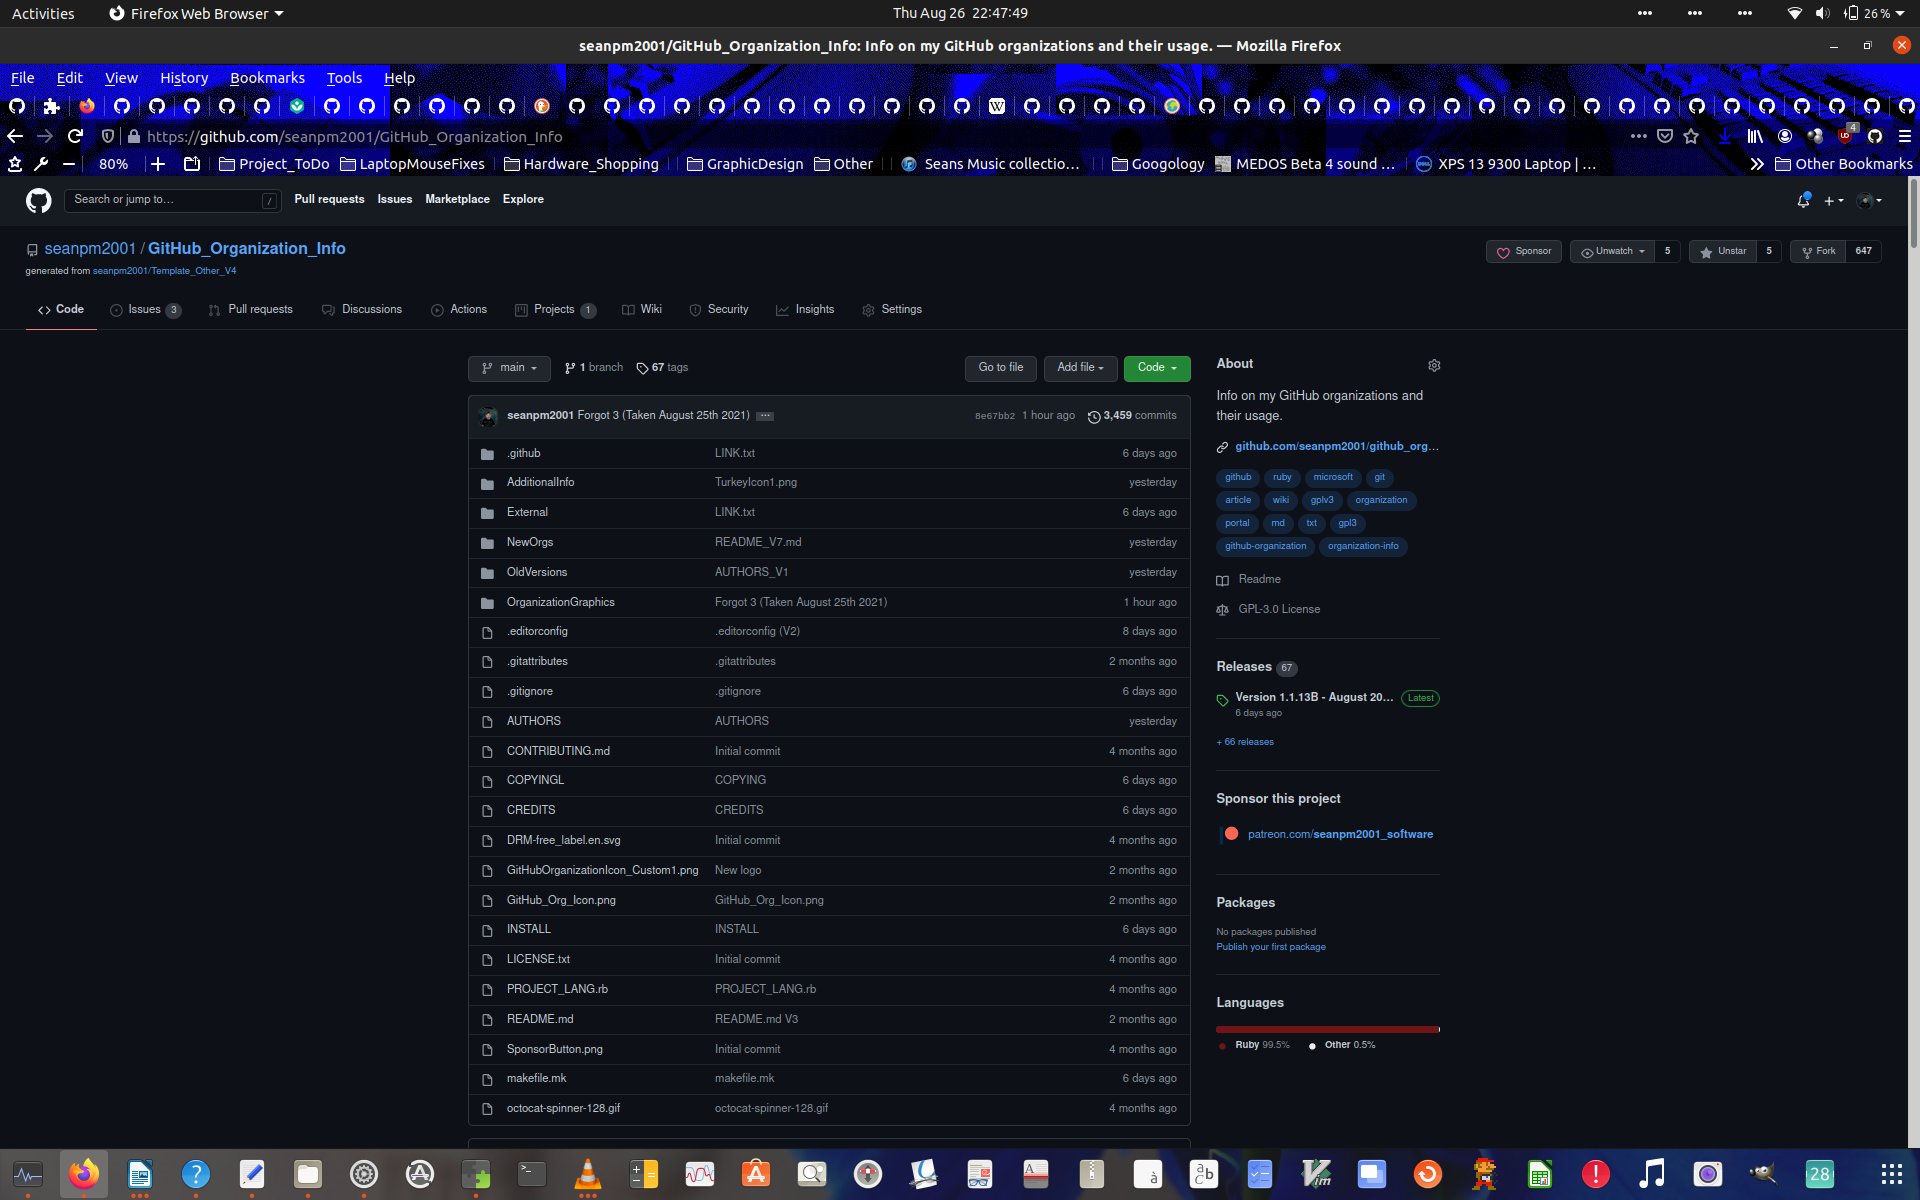 Activities Firefox Web Browser Thu Aug 26 22:47:49 26%
seanpm2001/GitHub_Organization_Info: Info on my GitHub organizations and their usage. — Mozilla Firefox
File Edit View History Bookmarks Tools Help
https://github.com/seanpm2001/GitHub_Organization_Info 4
80% Project_ToDo LaptopMouseFixes Hardware_Shopping GraphicDesign Other Seans Music collectio… Googology MEDOS Beta 4 sound … XPS 13 9300 Laptop | … Other Bookmarks
Search or jump to… / Pull requests Issues Marketplace Explore
seanpm2001 / GitHub_Organization_Info Sponsor Unwatch 5 Unstar 5 Fork 647
generated from seanpm2001/Template_Other_V4
Code Issues 3 Pull requests Discussions Actions Projects 1 Wiki Security Insights Settings
main 1 branch 67 tags Go to file Add file Code
seanpm2001 Forgot 3 (Taken August 25th 2021) ··· 8e67bb2 1 hour ago 3,459 commits
.github LINK.txt 6 days ago
AdditionalInfo TurkeyIcon1.png yesterday
External LINK.txt 6 days ago
NewOrgs README_V7.md yesterday
OldVersions AUTHORS_V1 yesterday
OrganizationGraphics Forgot 3 (Taken August 25th 2021) 1 hour ago
.editorconfig .editorconfig (V2) 8 days ago
.gitattributes .gitattributes 2 months ago
.gitignore .gitignore 6 days ago
AUTHORS AUTHORS yesterday
CONTRIBUTING.md Initial commit 4 months ago
COPYINGL COPYING 6 days ago
CREDITS CREDITS 6 days ago
DRM-free_label.en.svg Initial commit 4 months ago
GitHubOrganizationIcon_Custom1.png New logo 2 months ago
GitHub_Org_Icon.png GitHub_Org_Icon.png 2 months ago
INSTALL INSTALL 6 days ago
LICENSE.txt Initial commit 4 months ago
PROJECT_LANG.rb PROJECT_LANG.rb 4 months ago
README.md README.md V3 2 months ago
SponsorButton.png Initial commit 4 months ago
makefile.mk makefile.mk 6 days ago
octocat-spinner-128.gif octocat-spinner-128.gif 4 months ago
About
Info on my GitHub organizations and
their usage.
github.com/seanpm2001/github_org…
github ruby microsoft git
article wiki gplv3 organization
portal md txt gpl3
github-organization organization-info
Readme
GPL-3.0 License
Releases 67
Version 1.1.13B - August 20… Latest
6 days ago
+ 66 releases
Sponsor this project
patreon.com/seanpm2001_software
Packages
No packages published
Publish your first package
Languages
Ruby 99.5% Other 0.5%
28